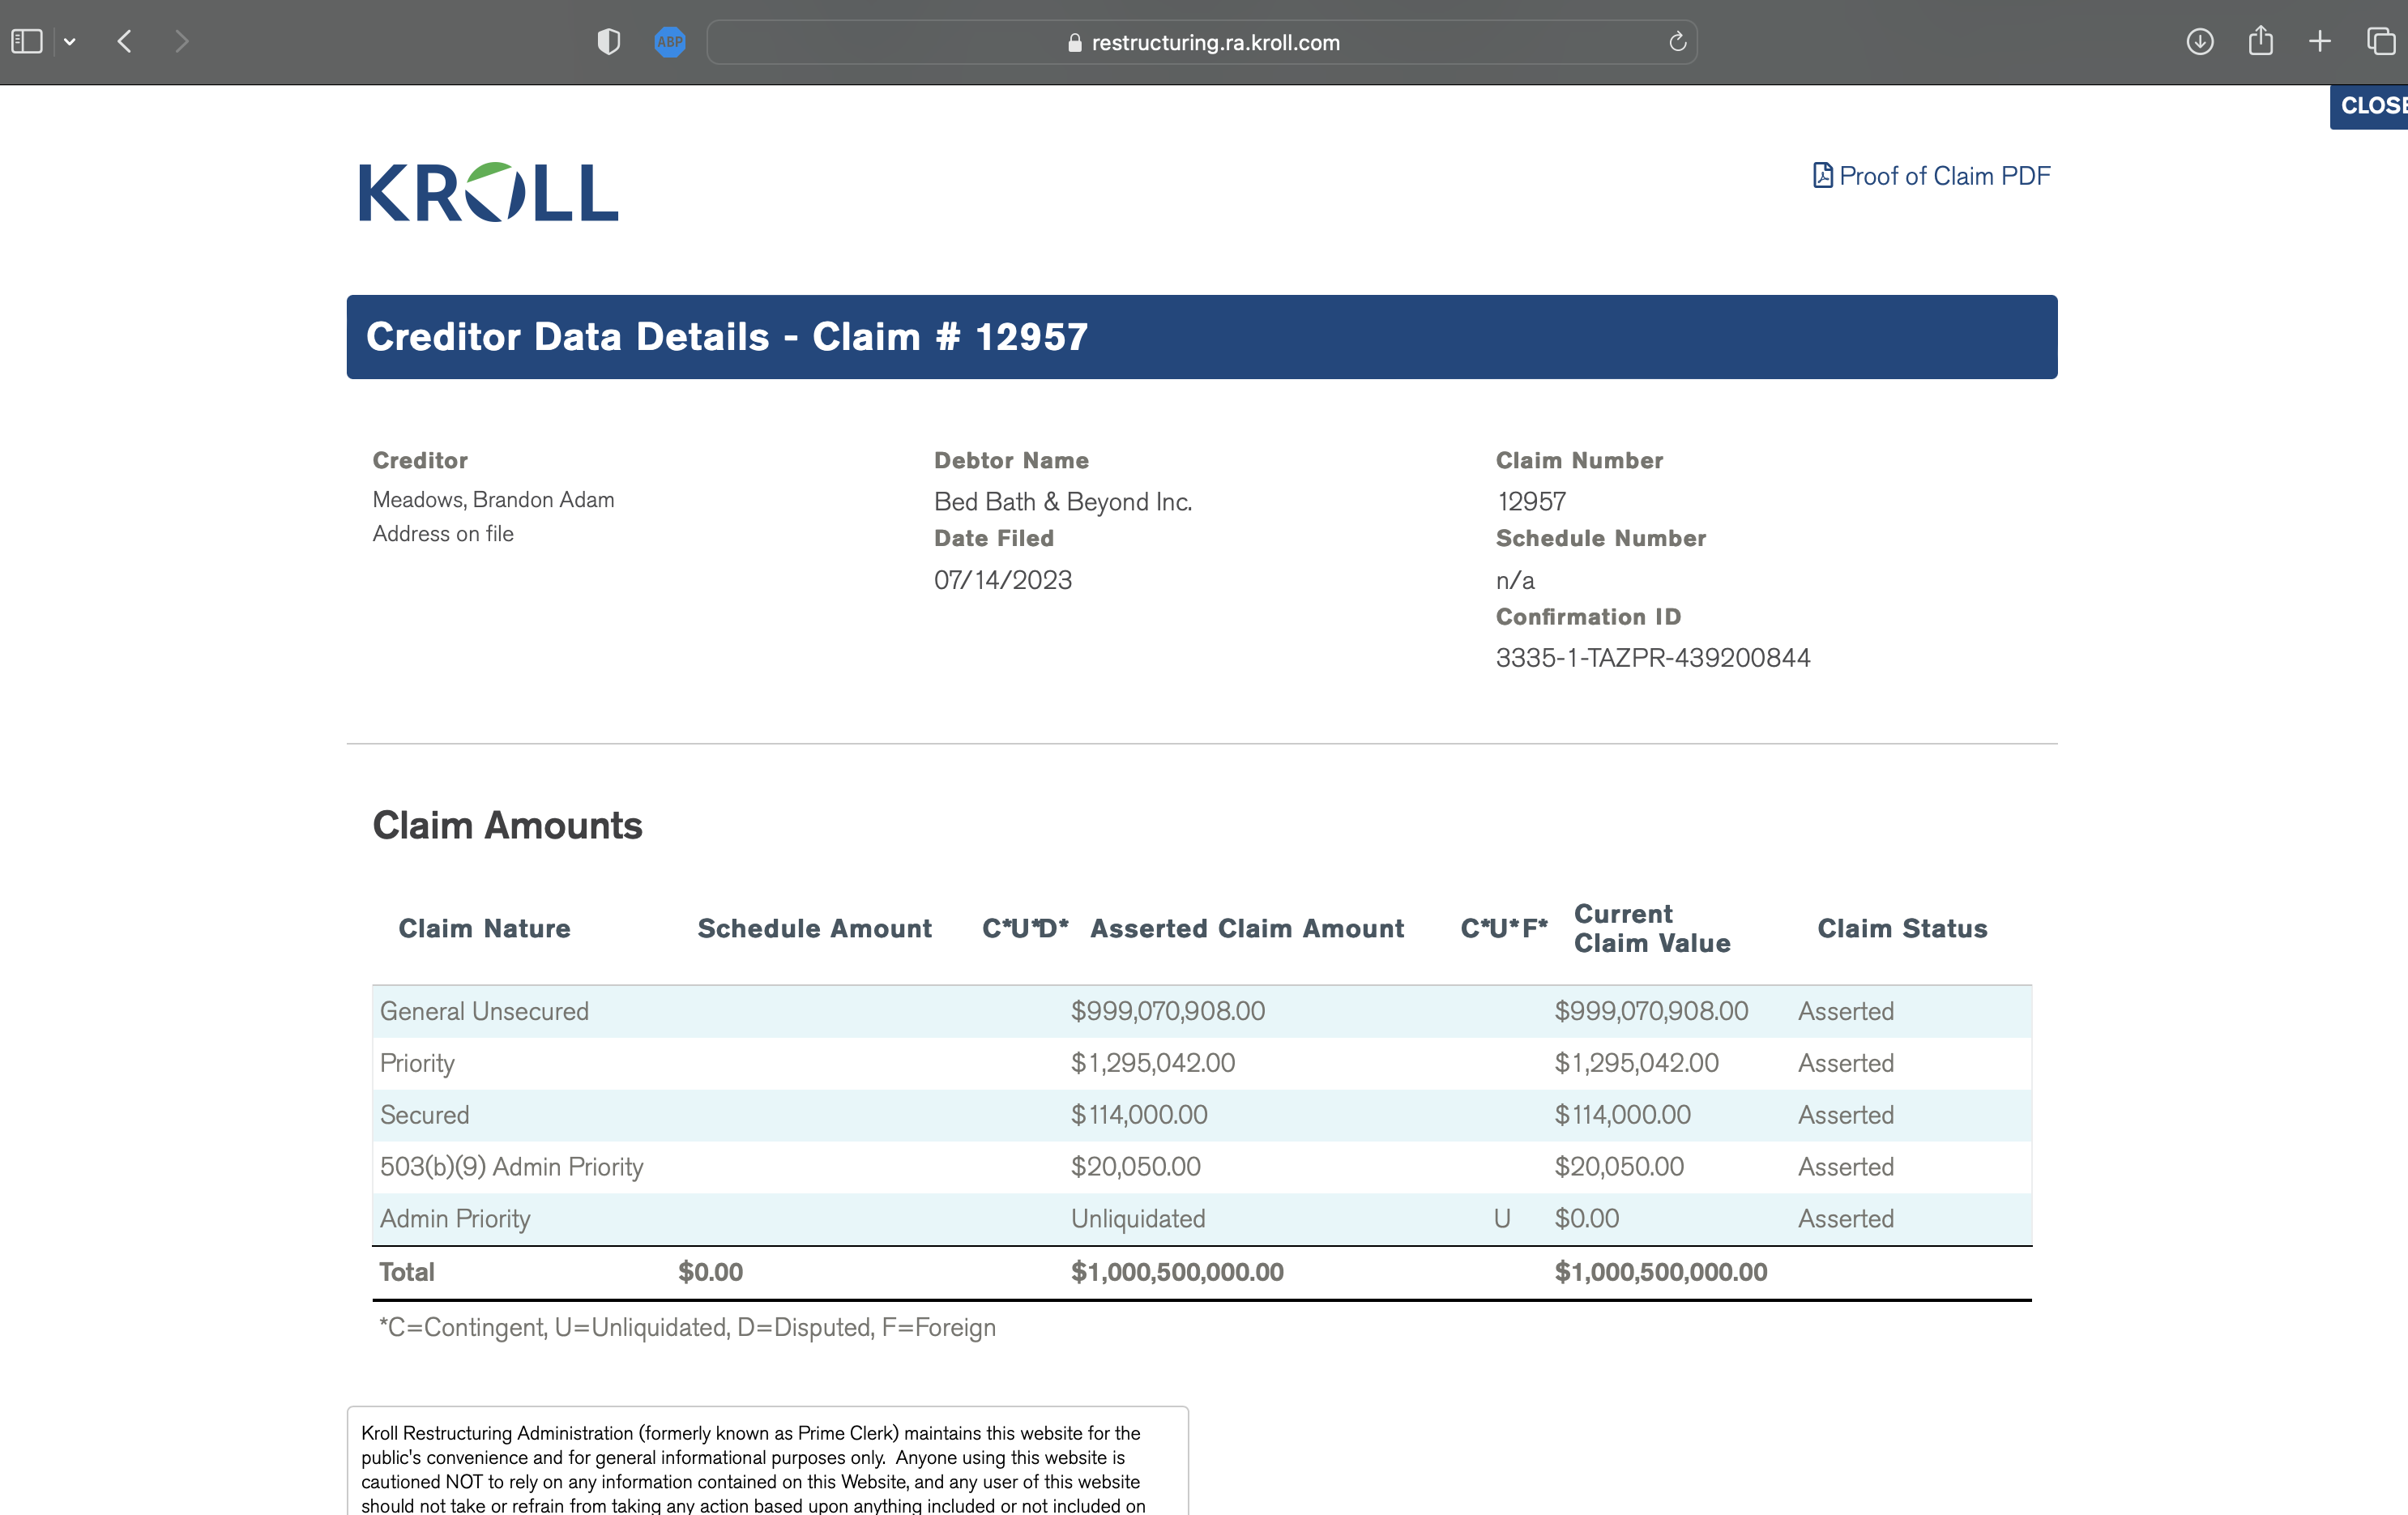 ABP
restructuring.ra.kroll.com
CLOSE
KROLL
Proof of Claim PDF
Creditor Data Details - Claim # 12957
Creditor
Meadows, Brandon Adam
Address on file
Debtor Name
Bed Bath & Beyond Inc.
Date Filed
07/14/2023
Claim Number
12957
Schedule Number
n/a
Confirmation ID
3335-1-TAZPR-439200844
Claim Amounts
Claim Nature Schedule Amount C*U*D* Asserted Claim Amount C*U*F* Current Claim Value Claim Status
General Unsecured $999,070,908.00 $999,070,908.00 Asserted
Priority $1,295,042.00 $1,295,042.00 Asserted
Secured $114,000.00 $114,000.00 Asserted
503(b)(9) Admin Priority $20,050.00 $20,050.00 Asserted
Admin Priority Unliquidated U $0.00 Asserted
Total $0.00 $1,000,500,000.00 $1,000,500,000.00
*C=Contingent, U=Unliquidated, D=Disputed, F=Foreign
Kroll Restructuring Administration (formerly known as Prime Clerk) maintains this website for the
public's convenience and for general informational purposes only. Anyone using this website is
cautioned NOT to rely on any information contained on this Website, and any user of this website
should not take or refrain from taking any action based upon anything included or not included on